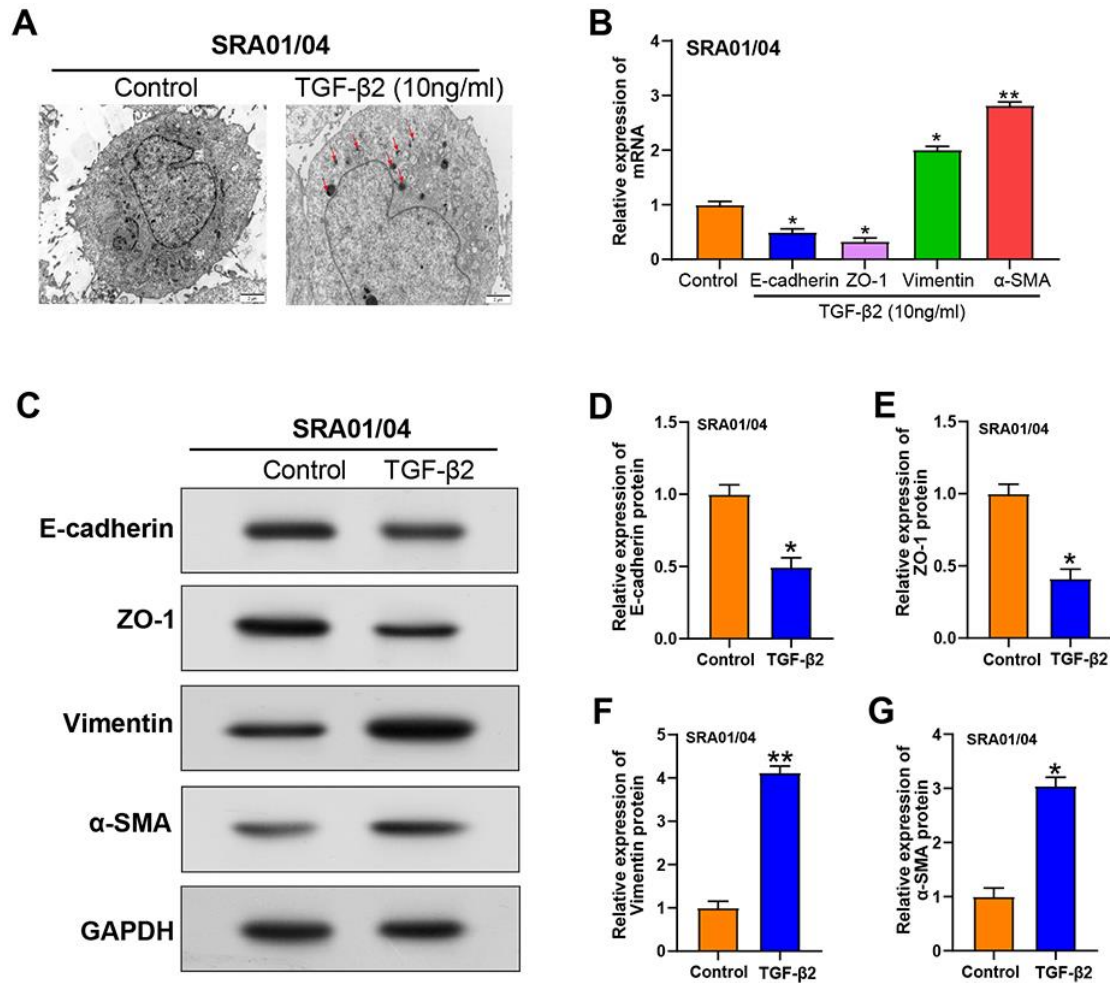 A
SRA01/04
Control
TGF-β2 (10ng/ml)
2 μm
2 μm
B
SRA01/04
Relative expression of
mRNA
4
3
2
1
0
*
*
*
**
Control
E-cadherin
ZO-1
Vimentin
α-SMA
TGF-β2 (10ng/ml)
C
SRA01/04
Control
TGF-β2
E-cadherin
ZO-1
Vimentin
α-SMA
GAPDH
D
SRA01/04
Relative expression of
E-cadherin protein
1.5
1.0
0.5
0.0
*
Control
TGF-β2
E
SRA01/04
Relative expression of
ZO-1 protein
1.5
1.0
0.5
0.0
*
Control
TGF-β2
F
SRA01/04
Relative expression of
Vimentin protein
5
4
3
2
1
0
**
Control
TGF-β2
G
SRA01/04
Relative expression of
α-SMA protein
4
3
2
1
0
*
Control
TGF-β2